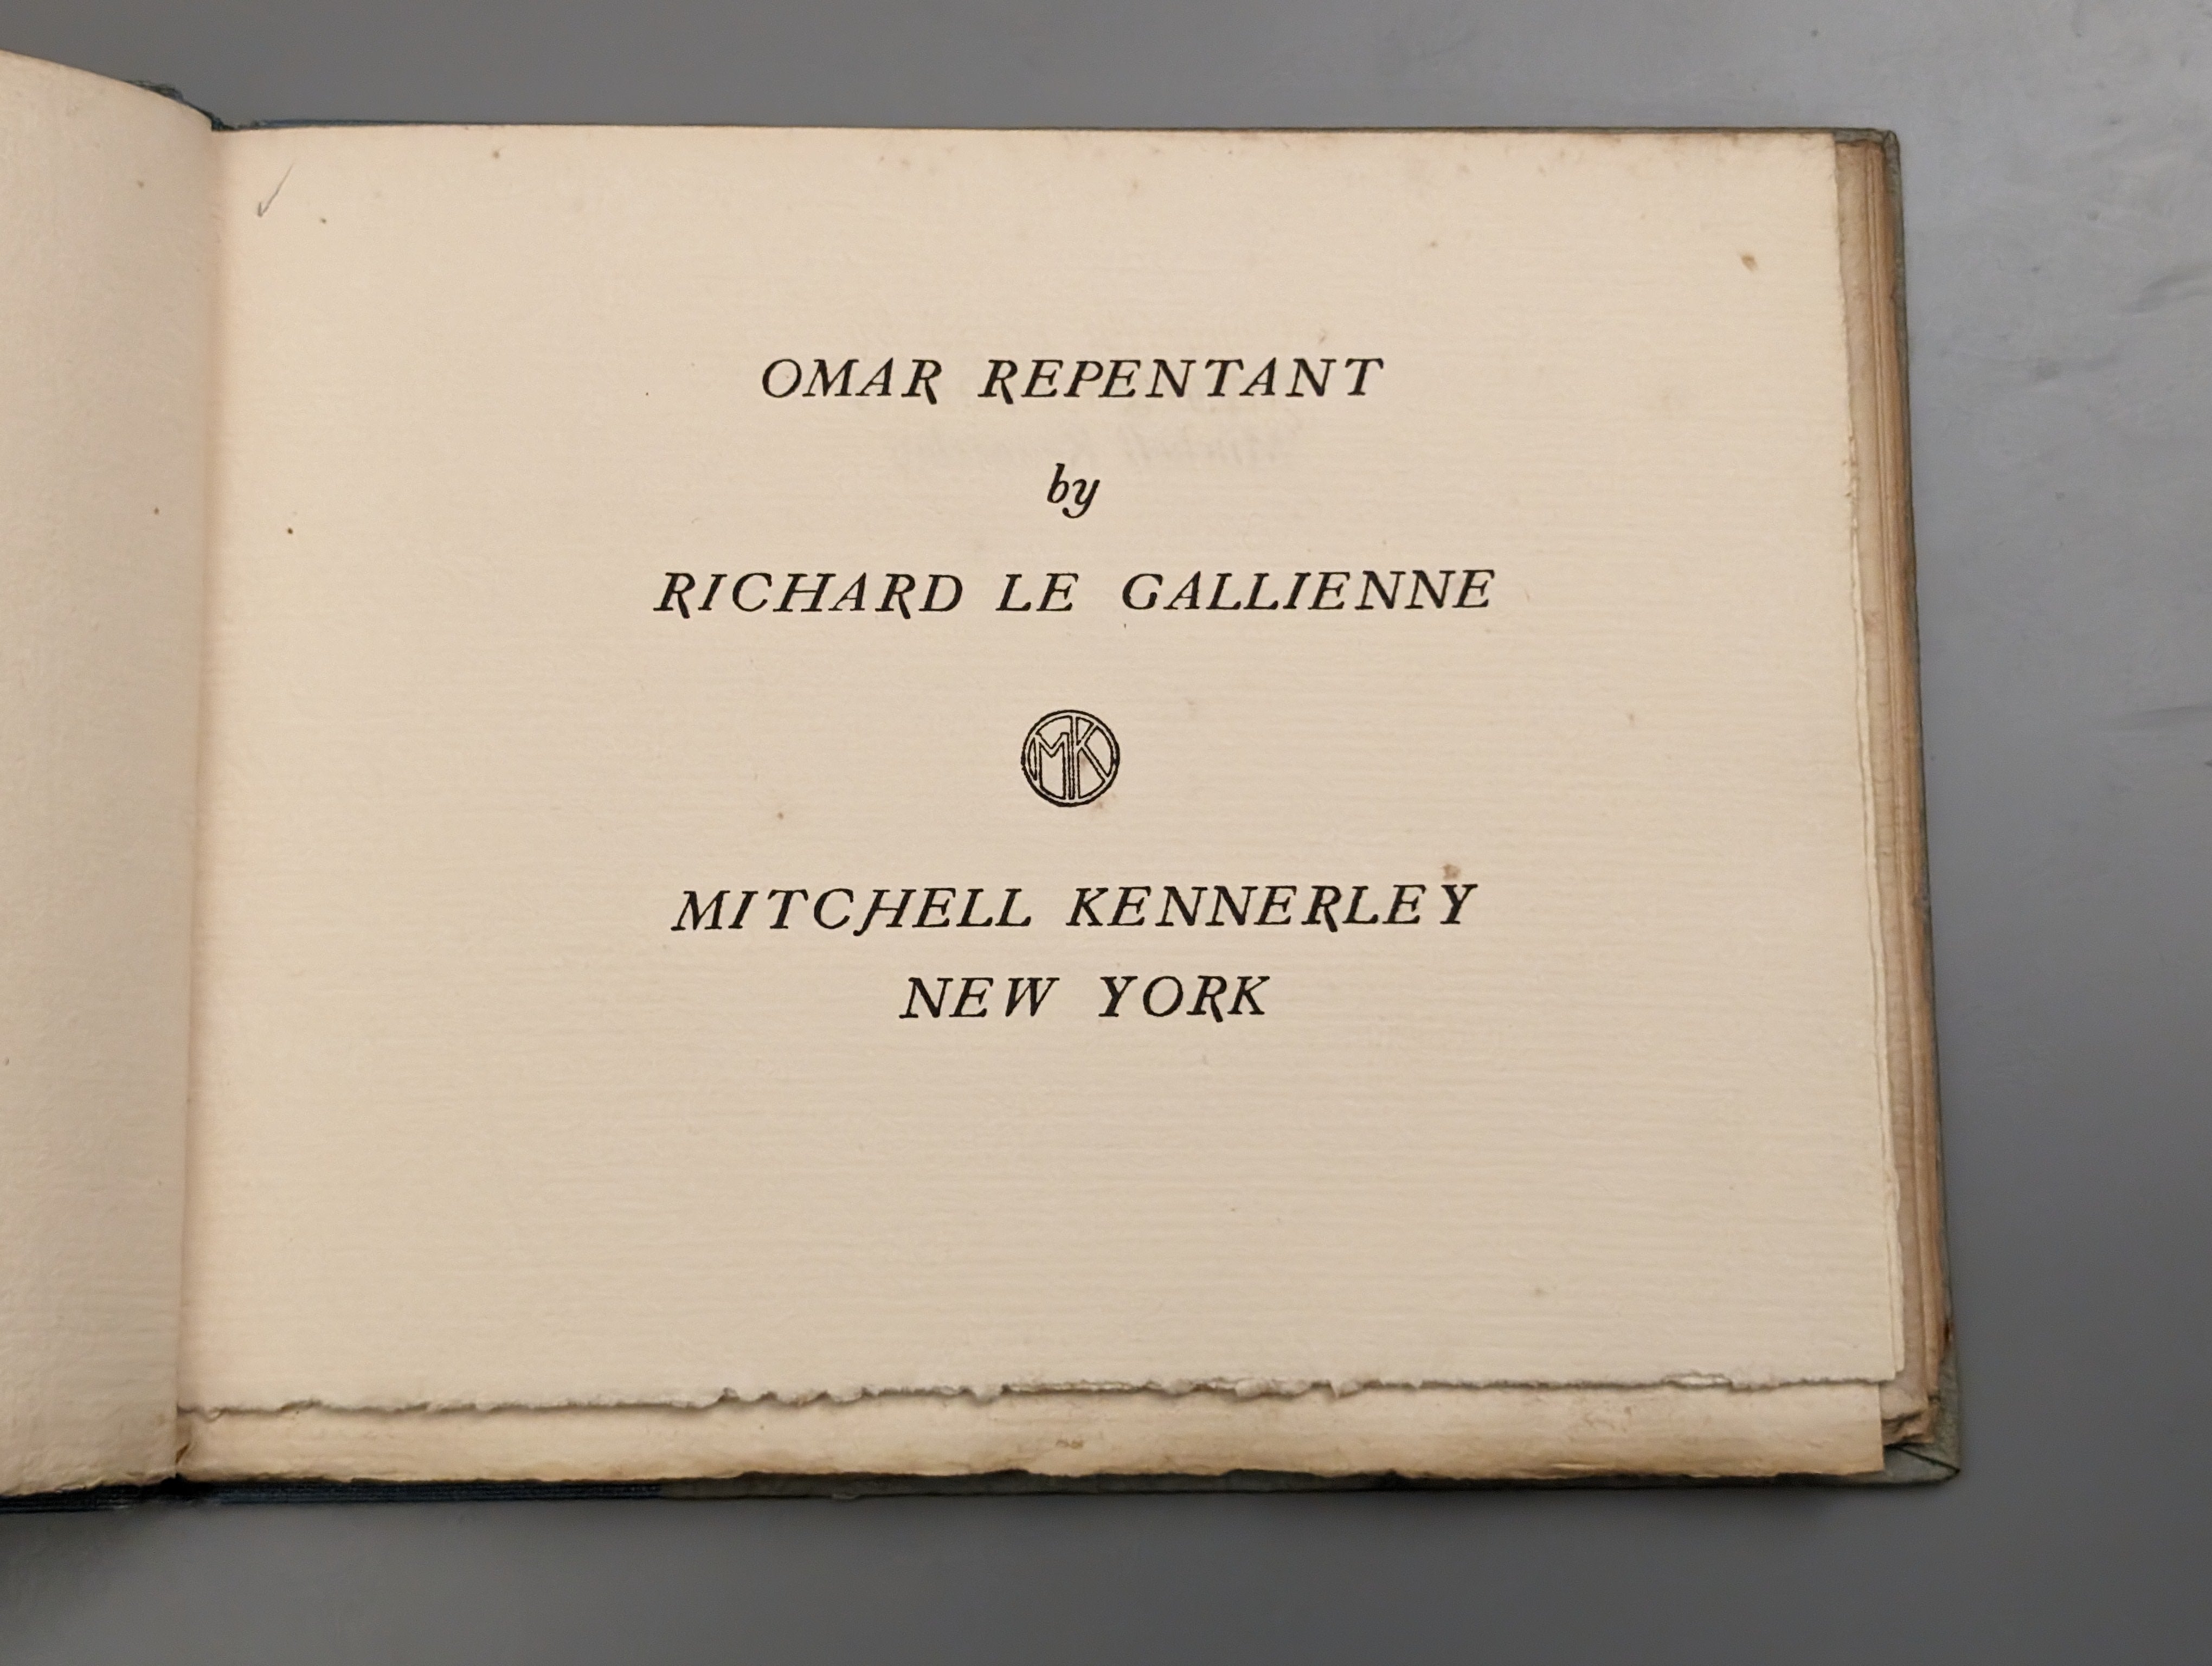 OMAR REPENTANT
by
RICHARD LE GALLIENNE
MK
MITCHELL KENNERLEY
NEW YORK